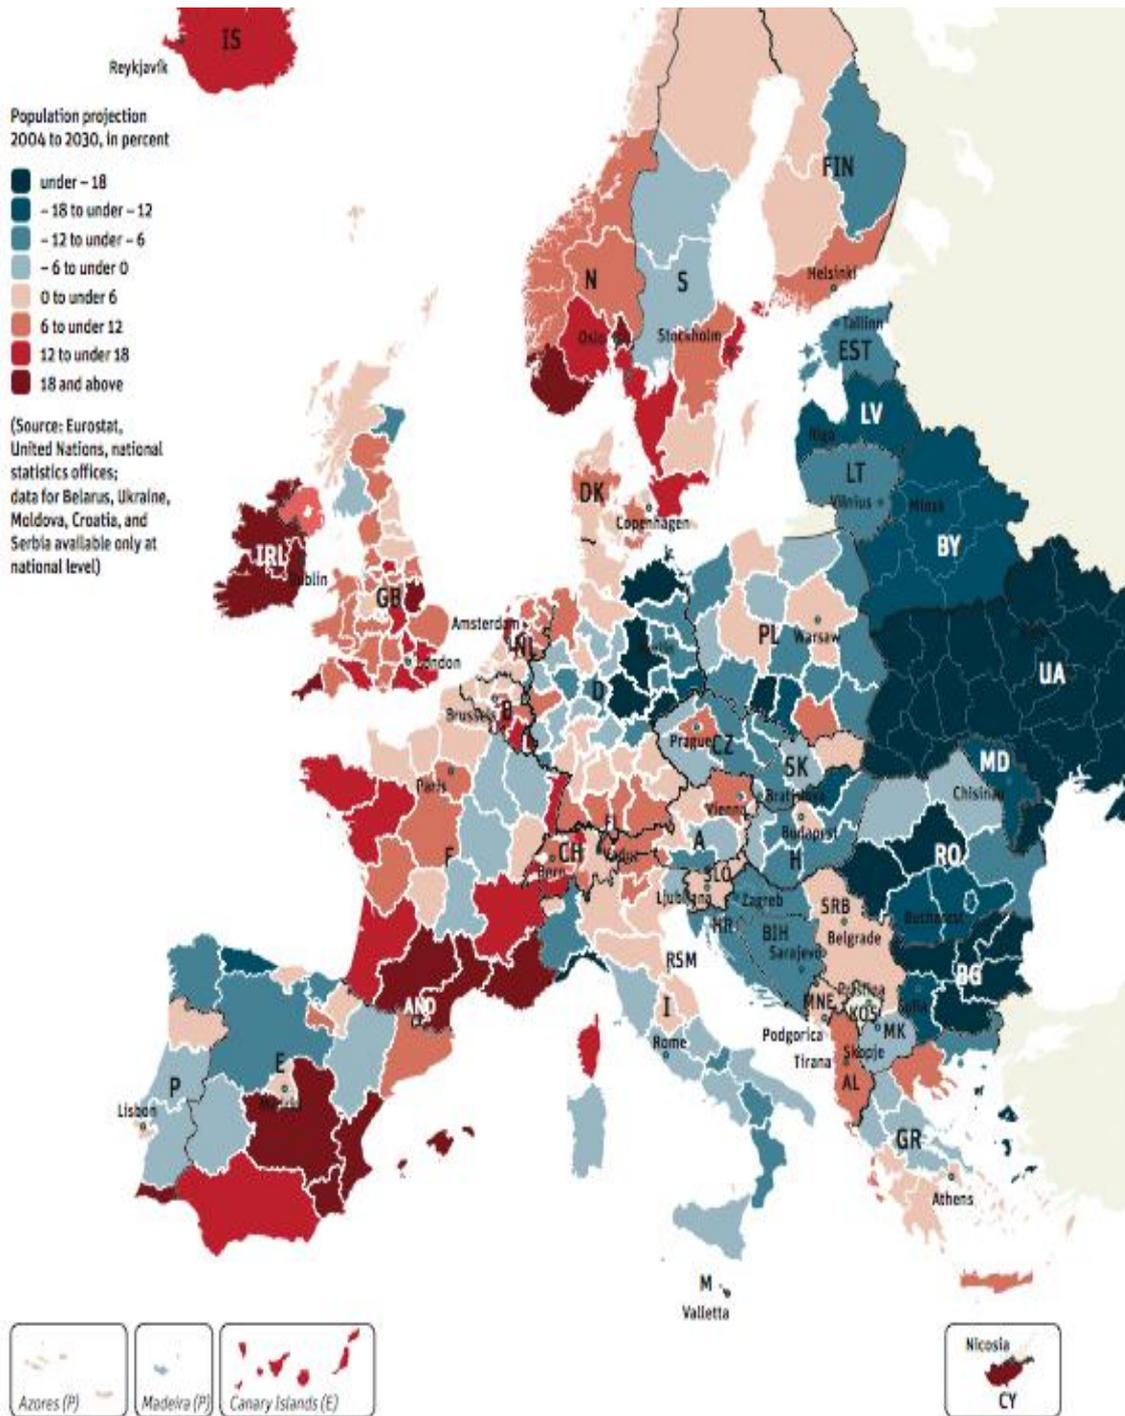 IS
Reykjavík
Population projection
2004 to 2030, in percent
under – 18
– 18 to under – 12
– 12 to under – 6
– 6 to under 0
0 to under 6
6 to under 12
12 to under 18
18 and above
(Source: Eurostat,
United Nations, national
statistics offices;
data for Belarus, Ukraine,
Moldova, Croatia, and
Serbia available only at
national level)
FIN
Helsinki
N
S
Oslo
Stockholm
Tallinn
EST
LV
Riga
LT
Vilnius
Minsk
BY
DK
Copenhagen
IRL
Dublin
GB
London
Amsterdam
NL
Brussels
B
D
PL
Warsaw
UA
Prague
CZ
SK
Bratislava
Vienna
Budapest
H
MD
Chisinau
Paris
F
FL
CH
Vaduz
Bern
A
SLO
Ljubljana
Zagreb
HR
BIH
Sarajevo
SRB
Belgrade
RO
Bucharest
RSM
AND
BG
Sofia
I
Rome
MNE
Pristina
KOS
Podgorica
MK
Skopje
Tirana
AL
E
Madrid
P
Lisbon
GR
Athens
M
Valletta
Azores (P)
Madeira (P)
Canary Islands (E)
Nicosia
CY